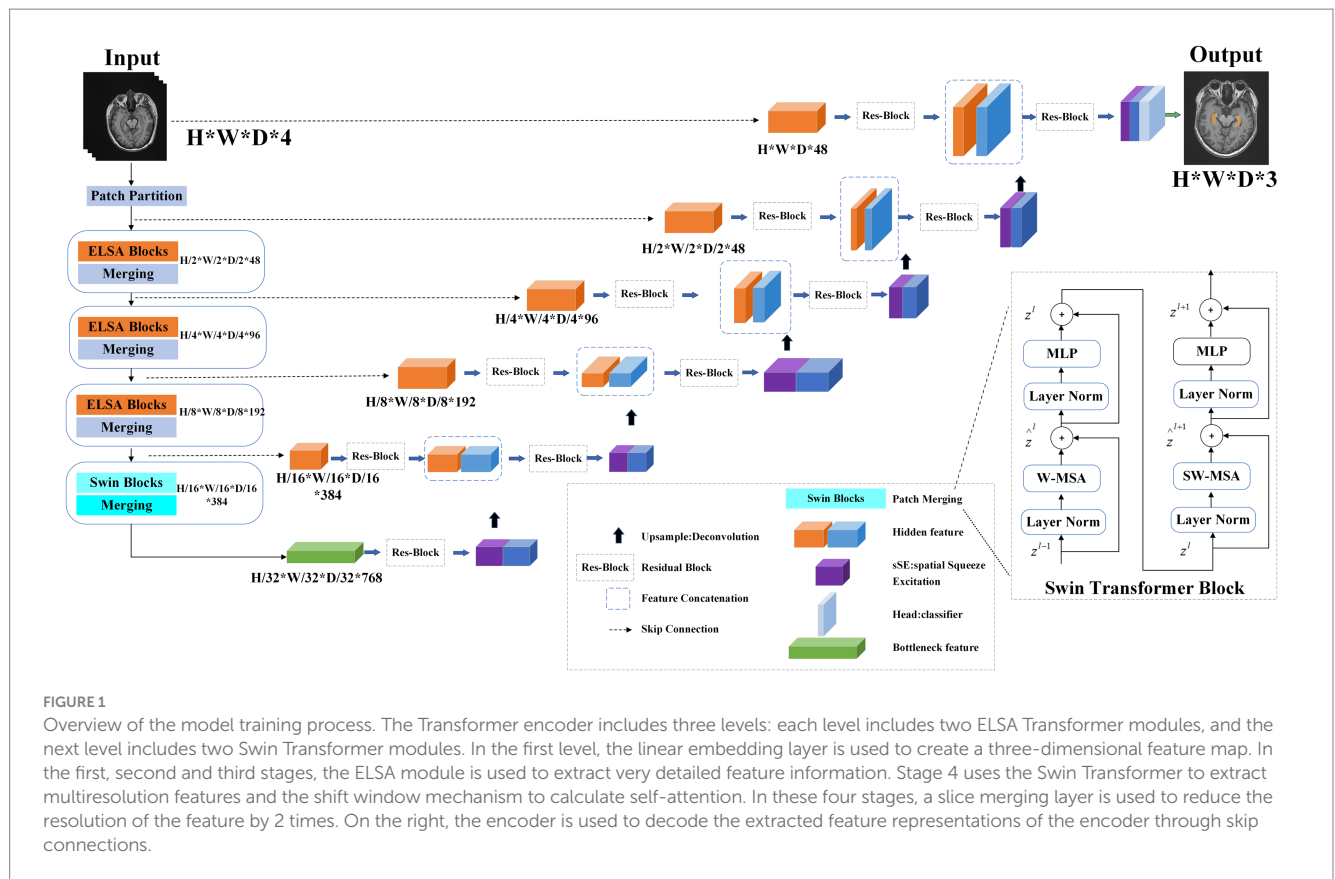 Input
H*W*D*4
Patch Partition
ELSA Blocks
Merging
H/2*W/2*D/2*48
ELSA Blocks
Merging
H/4*W/4*D/4*96
ELSA Blocks
Merging
H/8*W/8*D/8*192
Swin Blocks
Merging
H/16*W/16*D/16
*384
H*W*D*48
Res-Block
Res-Block
Output
H*W*D*3
H/2*W/2*D/2*48
Res-Block
Res-Block
H/4*W/4*D/4*96
Res-Block
Res-Block
H/8*W/8*D/8*192
Res-Block
Res-Block
H/16*W/16*D/16
*384
Res-Block
Res-Block
H/32*W/32*D/32*768
Res-Block
Upsample:Deconvolution
Res-Block
Residual Block
Feature Concatenation
Skip Connection
Swin Blocks
Patch Merging
Hidden feature
sSE:spatial Squeeze
Excitation
Head:classifier
Bottleneck feature
z^l
+
MLP
Layer Norm
ẑ^l
+
W-MSA
Layer Norm
z^{l-1}
z^{l+1}
+
MLP
Layer Norm
ẑ^{l+1}
+
SW-MSA
Layer Norm
z^l
Swin Transformer Block
FIGURE 1
Overview of the model training process. The Transformer encoder includes three levels: each level includes two ELSA Transformer modules, and the
next level includes two Swin Transformer modules. In the first level, the linear embedding layer is used to create a three-dimensional feature map. In
the first, second and third stages, the ELSA module is used to extract very detailed feature information. Stage 4 uses the Swin Transformer to extract
multiresolution features and the shift window mechanism to calculate self-attention. In these four stages, a slice merging layer is used to reduce the
resolution of the feature by 2 times. On the right, the encoder is used to decode the extracted feature representations of the encoder through skip
connections.